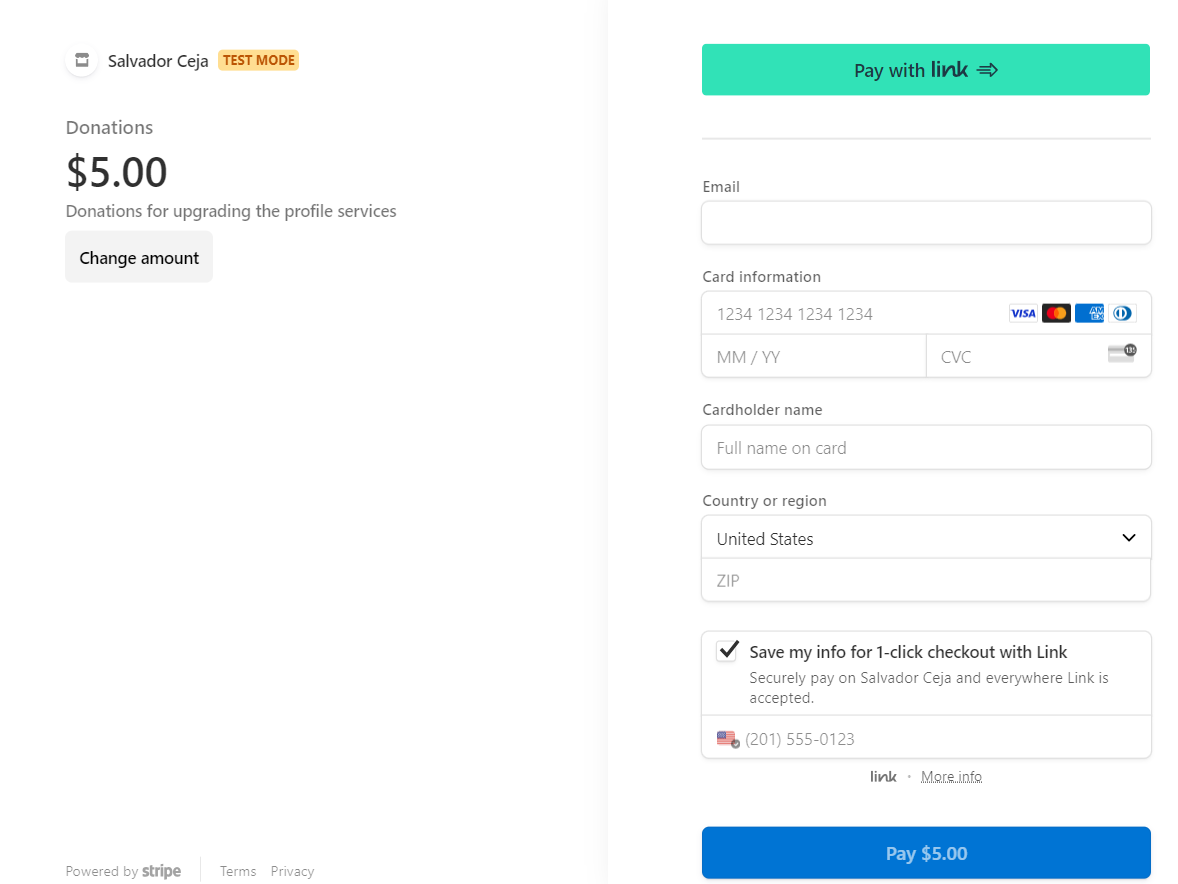 Salvador Ceja TEST MODE
Donations
$5.00
Donations for upgrading the profile services
Change amount
Powered by stripe Terms Privacy
Pay with link
Email
Card information
1234 1234 1234 1234 VISA AM EX
MM / YY CVC 135
Cardholder name
Full name on card
Country or region
United States
ZIP
Save my info for 1-click checkout with Link
Securely pay on Salvador Ceja and everywhere Link is
accepted.
(201) 555-0123
link • More info
Pay $5.00